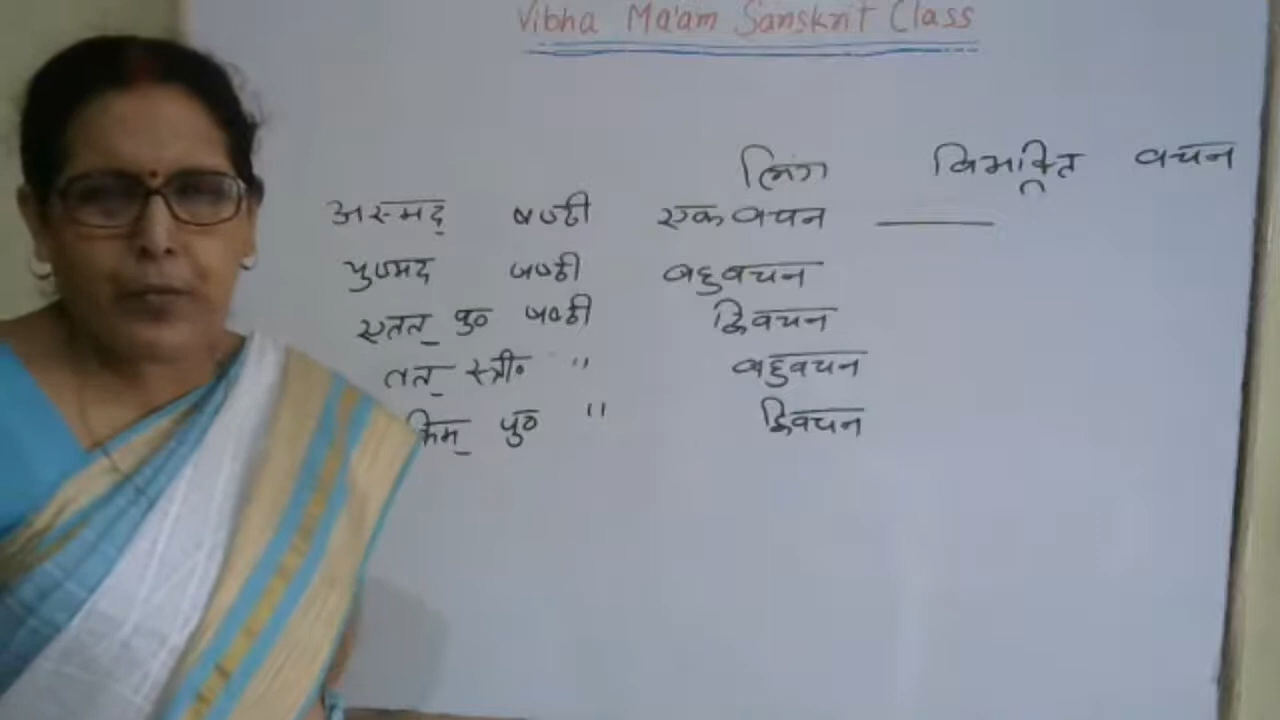 Vibha Ma'am Sanskrit Class
लिंग विभक्ति वचन
अस्मद् षष्ठी एकवचन
युष्मद षष्ठी बहुवचन
एतत् पु० षष्ठी द्विवचन
तत् स्त्री० " बहुवचन
किम् पु० " द्विवचन